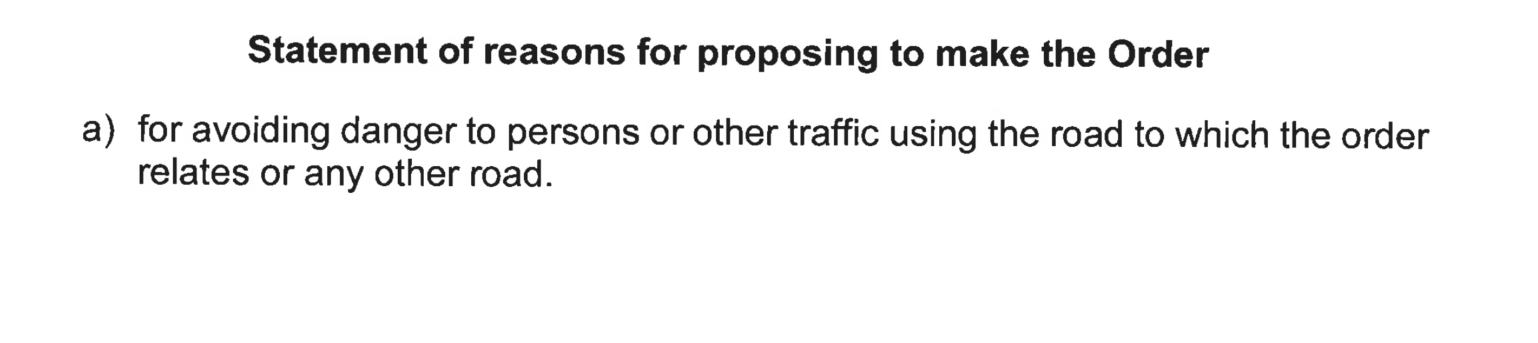 Statement of reasons for proposing to make the Order
a) for avoiding danger to persons or other traffic using the road to which the order
relates or any other road.